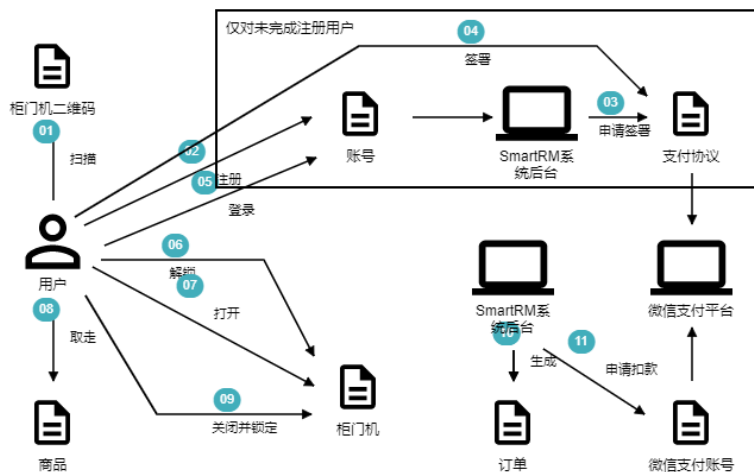 仅对未完成注册用户
04
签署
柜门机二维码
01
扫描
02
注册
账号
SmartRM系
统后台
03
申请签署
支付协议
05
登录
用户
06
解锁
07
打开
SmartRM系
统后台
微信支付平台
08
取走
10
生成
11
申请扣款
09
关闭并锁定
商品
柜门机
订单
微信支付账号